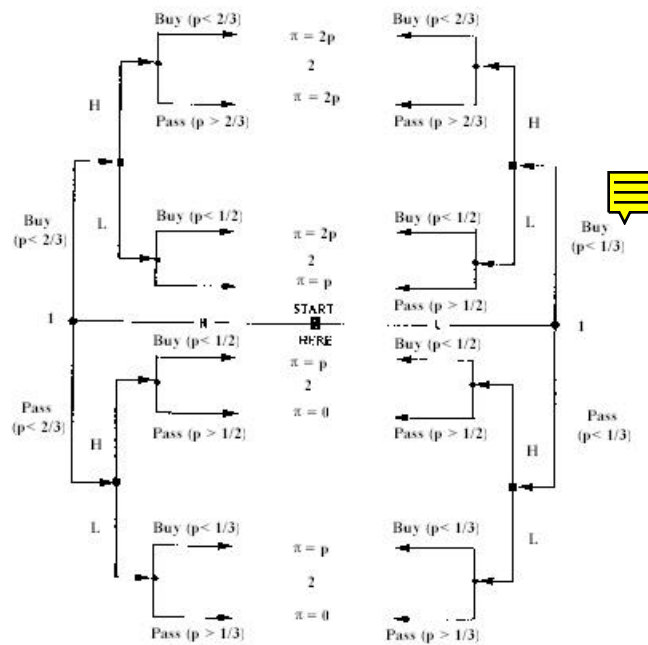 Buy (p< 2/3) Buy (p< 2/3)
π = 2p
2
π = 2p
H
Pass (p > 2/3) Pass (p > 2/3)
H
Buy (p< 1/2) Buy (p< 1/2)
Buy
(p< 2/3)
L
π = 2p
L
Buy
(p< 1/3)
2
π = p
START
Pass (p > 1/2)
1 H L 1
HERE
Buy (p< 1/2) Buy (p< 1/2)
π = p
2
Pass
(p< 2/3)
π = 0
Pass
(p< 1/3)
H
Pass (p > 1/2) Pass (p > 1/2)
H
L
Buy (p< 1/3) Buy (p< 1/3)
L
π = p
2
π = 0
Pass (p > 1/3) Pass (p > 1/3)